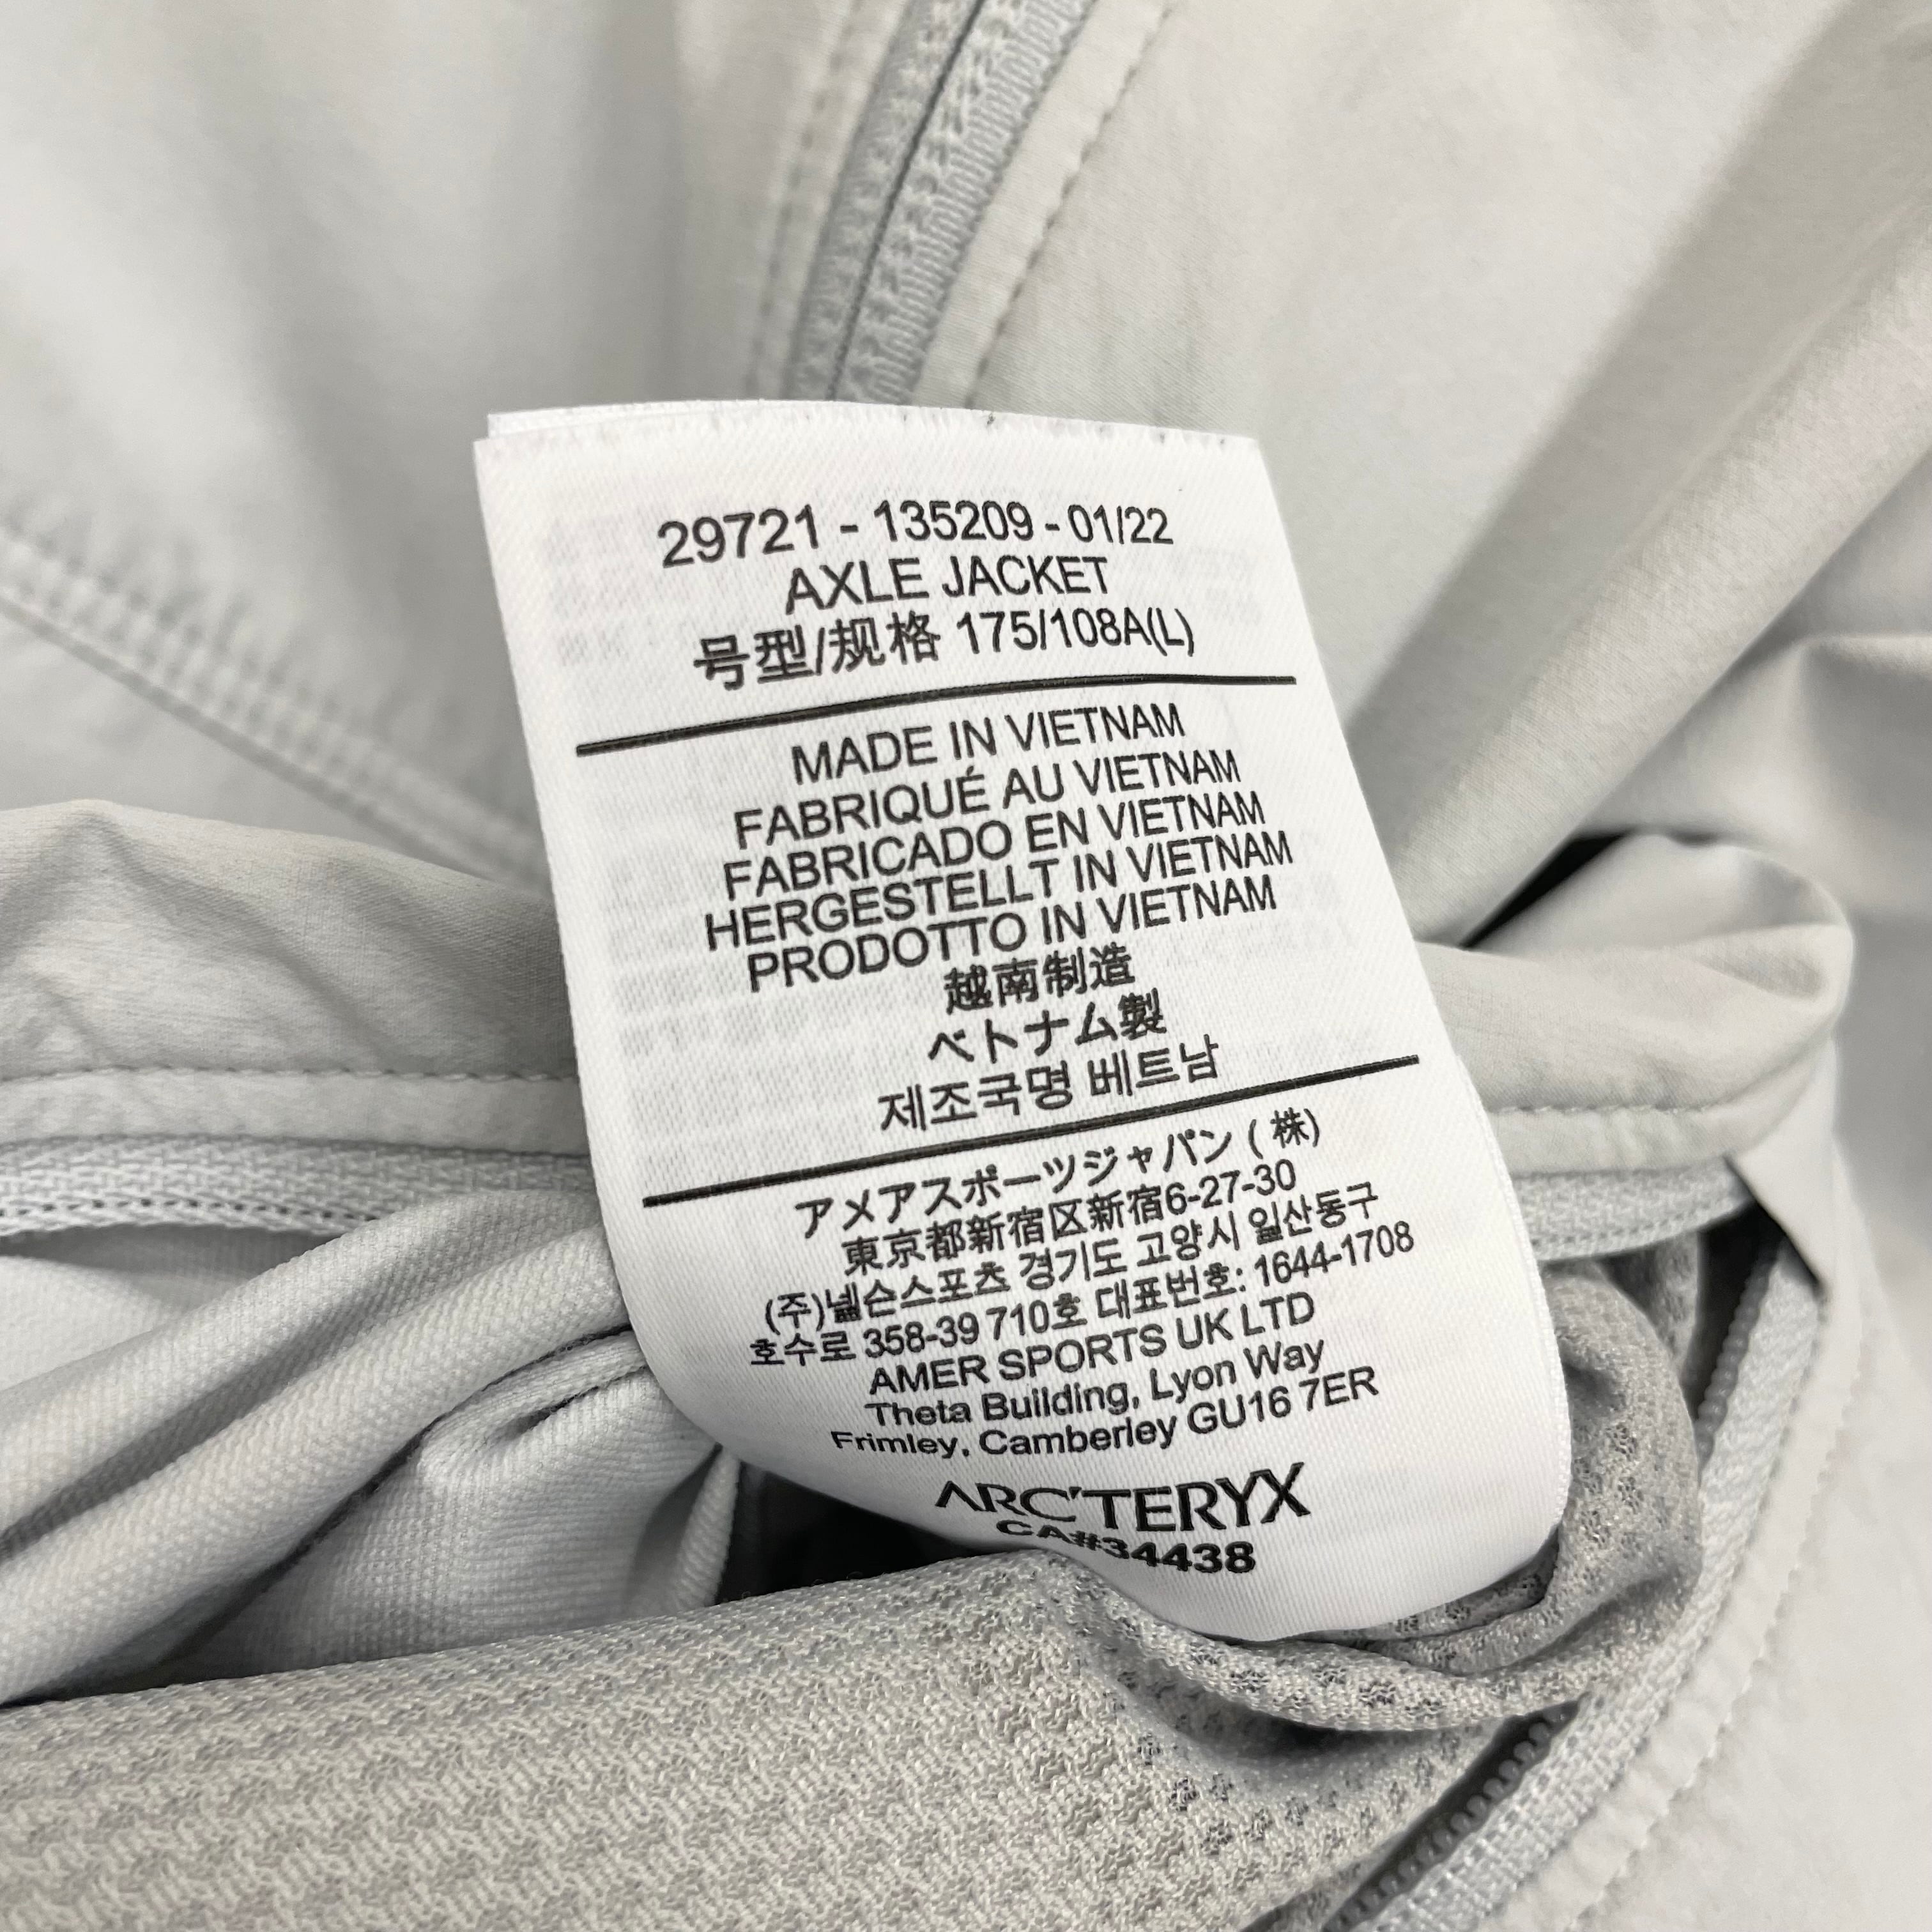 29721 - 135209 - 01/22
AXLE JACKET
号型/规格 175/108A(L)
MADE IN VIETNAM
FABRIQUÉ AU VIETNAM
FABRICADO EN VIETNAM
HERGESTELLT IN VIETNAM
PRODOTTO IN VIETNAM
越南制造
ベトナム製
제조국명 베트남
アメアスポーツジャパン ( 株)
東京都新宿区新宿6-27-30
(주)넬슨스포츠 경기도 고양시 일산동구
호수로 358-39 710호 대표번호: 1644-1708
AMER SPORTS UK LTD
Theta Building, Lyon Way
Frimley, Camberley GU16 7ER
ARC'TERYX
CA#34438